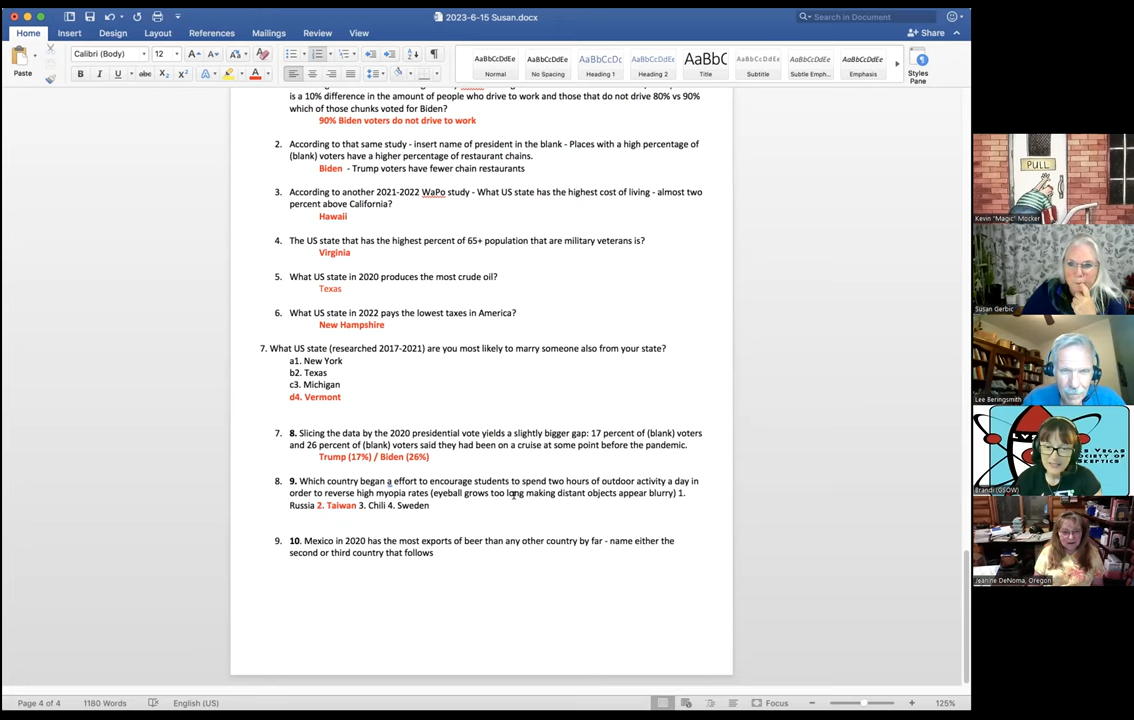 2023-6-15 Susan.docx
Search in Document
Home Insert Design Layout References Mailings Review View
Share
Paste
Calibri (Body) 12
AaBbCcDdEe AaBbCcDdEe AaBbCcDc AaBbCcDdEe AaBbC AaBbCcDdEe AaBbCcDdEe AaBbCcDdEe
Normal No Spacing Heading 1 Heading 2 Title Subtitle Subtle Emph... Emphasis
Styles
Pane
is a 10% difference in the amount of people who drive to work and those that do not drive 80% vs 90%
which of those chunks voted for Biden?
90% Biden voters do not drive to work
2. According to that same study - insert name of president in the blank - Places with a high percentage of
(blank) voters have a higher percentage of restaurant chains.
Biden - Trump voters have fewer chain restaurants
3. According to another 2021-2022 WaPo study - What US state has the highest cost of living - almost two
percent above California?
Hawaii
4. The US state that has the highest percent of 65+ population that are military veterans is?
Virginia
5. What US state in 2020 produces the most crude oil?
Texas
6. What US state in 2022 pays the lowest taxes in America?
New Hampshire
7. What US state (researched 2017-2021) are you most likely to marry someone also from your state?
a1. New York
b2. Texas
c3. Michigan
d4. Vermont
7. 8. Slicing the data by the 2020 presidential vote yields a slightly bigger gap: 17 percent of (blank) voters
and 26 percent of (blank) voters said they had been on a cruise at some point before the pandemic.
Trump (17%) / Biden (26%)
8. 9. Which country began a effort to encourage students to spend two hours of outdoor activity a day in
order to reverse high myopia rates (eyeball grows too long making distant objects appear blurry) 1.
Russia 2. Taiwan 3. Chili 4. Sweden
9. 10. Mexico in 2020 has the most exports of beer than any other country by far - name either the
second or third country that follows
Page 4 of 4 1180 Words English (US) Focus 125%
PULL
Kevin "Magic" Mocker
Susan Gerbic
Lee Beringsmith
Brandi (GSOW)
Jeanine DeNoma, Oregon